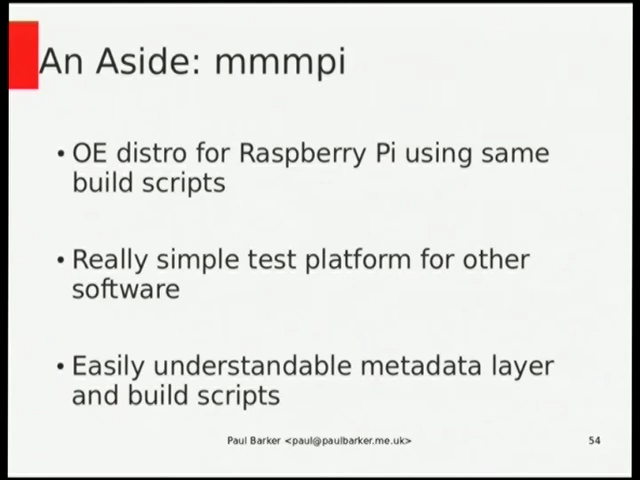 An Aside: mmmpi
• OE distro for Raspberry Pi using same
build scripts
• Really simple test platform for other
software
• Easily understandable metadata layer
and build scripts
Paul Barker <paul@paulbarker.me.uk>
54